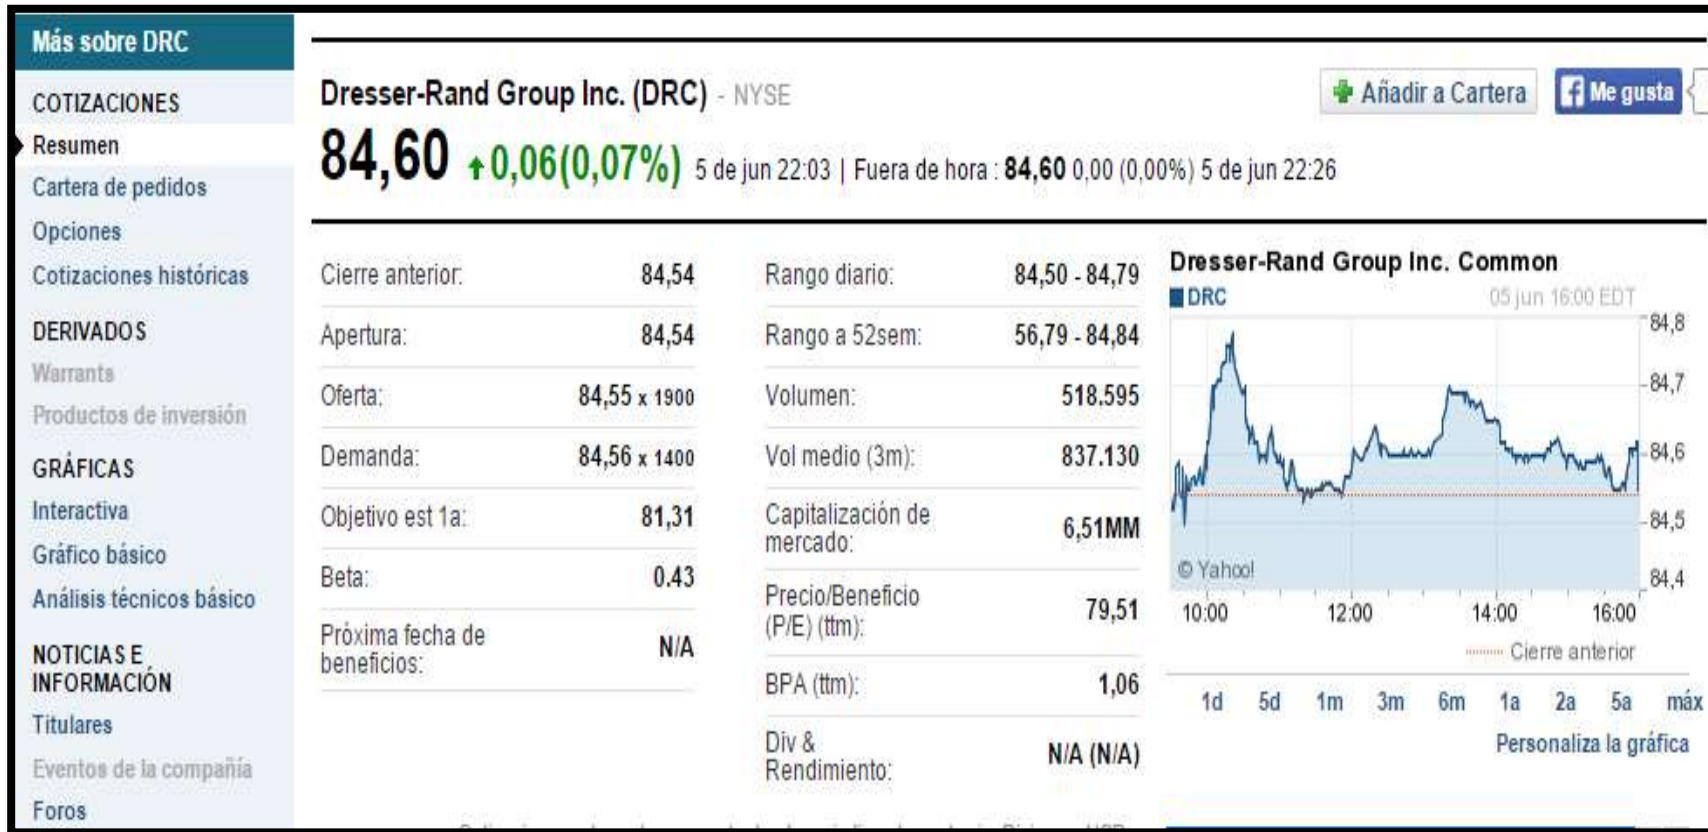 Más sobre DRC
COTIZACIONES
Resumen
Cartera de pedidos
Opciones
Cotizaciones históricas
DERIVADOS
Warrants
Productos de inversión
GRÁFICAS
Interactiva
Gráfico básico
Análisis técnicos básico
NOTICIAS E
INFORMACIÓN
Titulares
Eventos de la compañía
Foros
Dresser-Rand Group Inc. (DRC) - NYSE
Añadir a Cartera
Me gusta
84,60 0,06(0,07%) 5 de jun 22:03 | Fuera de hora : 84,60 0,00 (0,00%) 5 de jun 22:26
Cierre anterior: 84,54
Apertura: 84,54
Oferta: 84,55 x 1900
Demanda: 84,56 x 1400
Objetivo est 1a: 81,31
Beta: 0.43
Próxima fecha de
beneficios: N/A
Rango diario: 84,50 - 84,79
Rango a 52sem: 56,79 - 84,84
Volumen: 518.595
Vol medio (3m): 837.130
Capitalización de
mercado: 6,51MM
Precio/Beneficio
(P/E) (ttm): 79,51
BPA (ttm): 1,06
Div &
Rendimiento: N/A (N/A)
Dresser-Rand Group Inc. Common
DRC 05 jun 16:00 EDT
84,8
84,7
84,6
84,5
84,4
© Yahoo!
10:00 12:00 14:00 16:00
Cierre anterior
1d 5d 1m 3m 6m 1a 2a 5a máx
Personaliza la gráfica